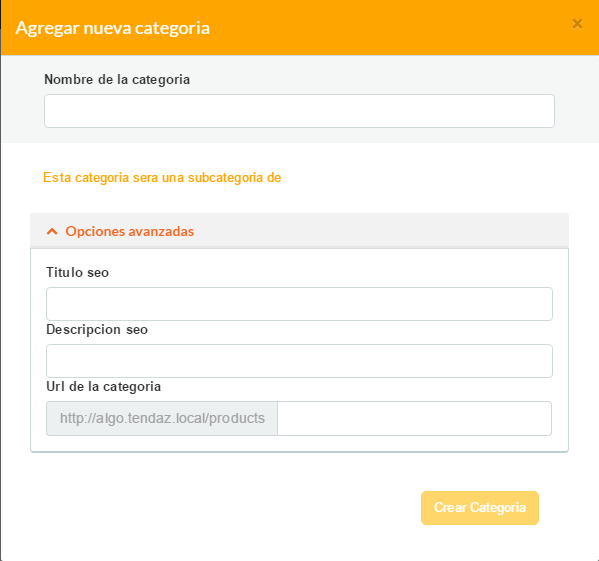 Agregar nueva categoria ×
Nombre de la categoria
Esta categoria sera una subcategoria de
Opciones avanzadas
Titulo seo
Descripcion seo
Url de la categoria
http://algo.tendaz.local/products
Crear Categoria